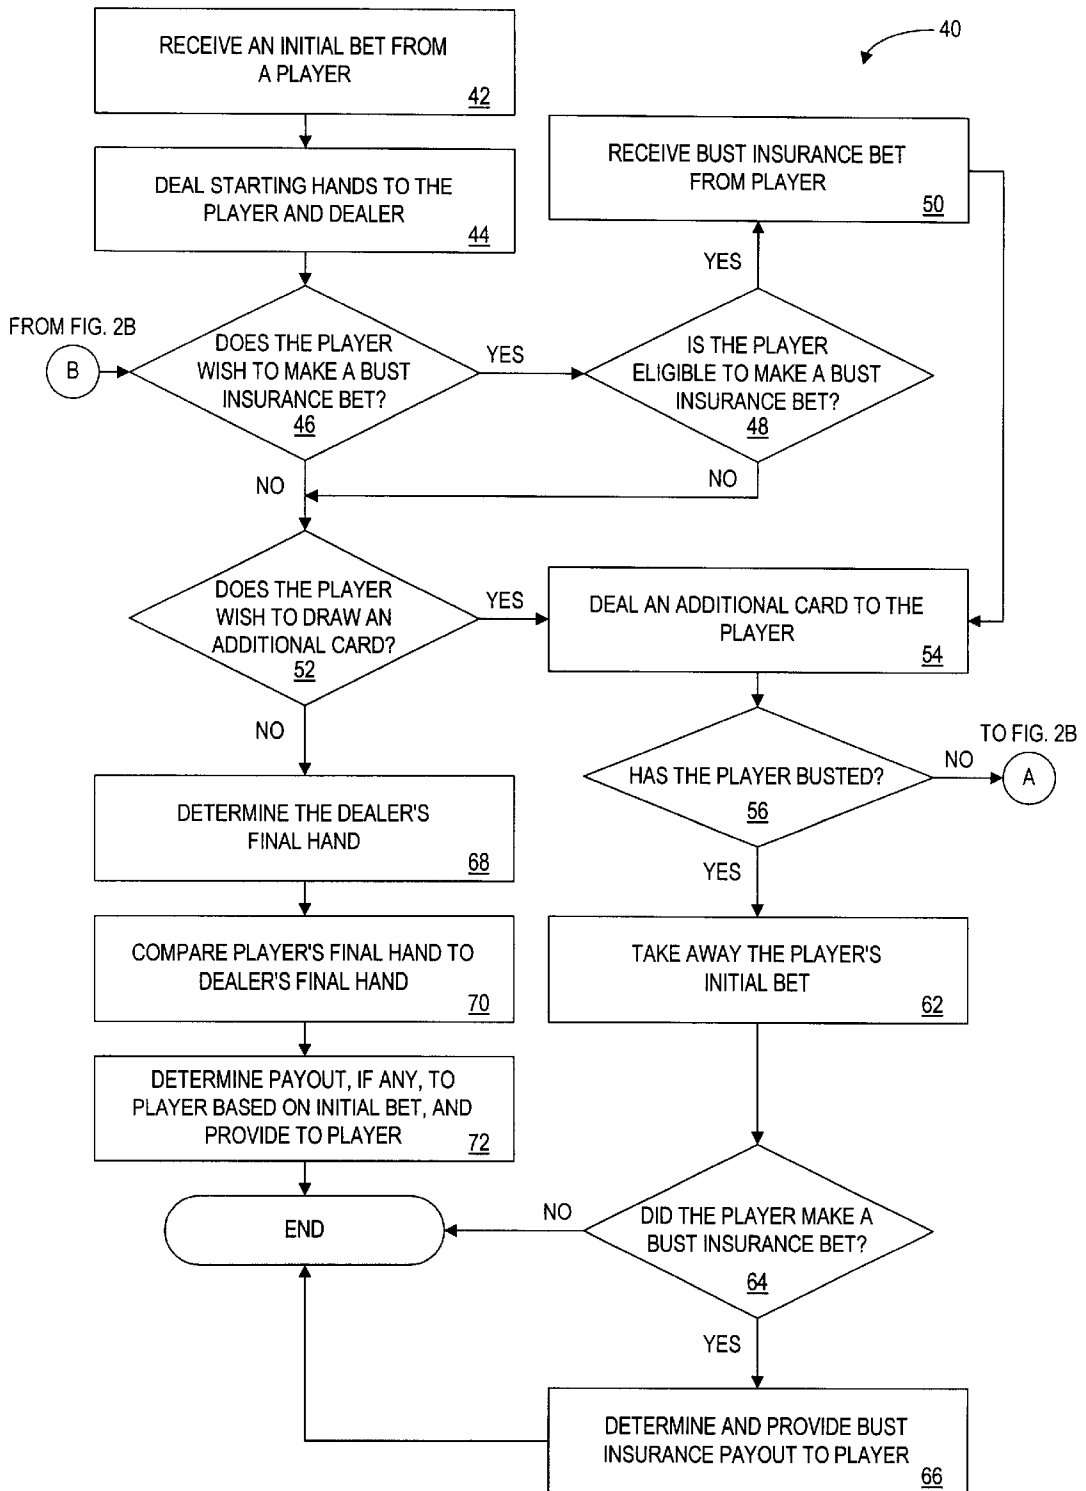 40
RECEIVE AN INITIAL BET FROM
A PLAYER
42
DEAL STARTING HANDS TO THE
PLAYER AND DEALER
44
RECEIVE BUST INSURANCE BET
FROM PLAYER
50
YES
FROM FIG. 2B
B
DOES THE PLAYER
WISH TO MAKE A BUST
INSURANCE BET?
46
YES
IS THE PLAYER
ELIGIBLE TO MAKE A BUST
INSURANCE BET?
48
NO
NO
DOES THE PLAYER
WISH TO DRAW AN
ADDITIONAL CARD?
52
YES
DEAL AN ADDITIONAL CARD TO THE
PLAYER
54
NO
HAS THE PLAYER BUSTED?
56
NO
TO FIG. 2B
A
YES
DETERMINE THE DEALER'S
FINAL HAND
68
COMPARE PLAYER'S FINAL HAND TO
DEALER'S FINAL HAND
70
TAKE AWAY THE PLAYER'S
INITIAL BET
62
DETERMINE PAYOUT, IF ANY, TO
PLAYER BASED ON INITIAL BET, AND
PROVIDE TO PLAYER
72
END
NO
DID THE PLAYER MAKE A
BUST INSURANCE BET?
64
YES
DETERMINE AND PROVIDE BUST
INSURANCE PAYOUT TO PLAYER
66